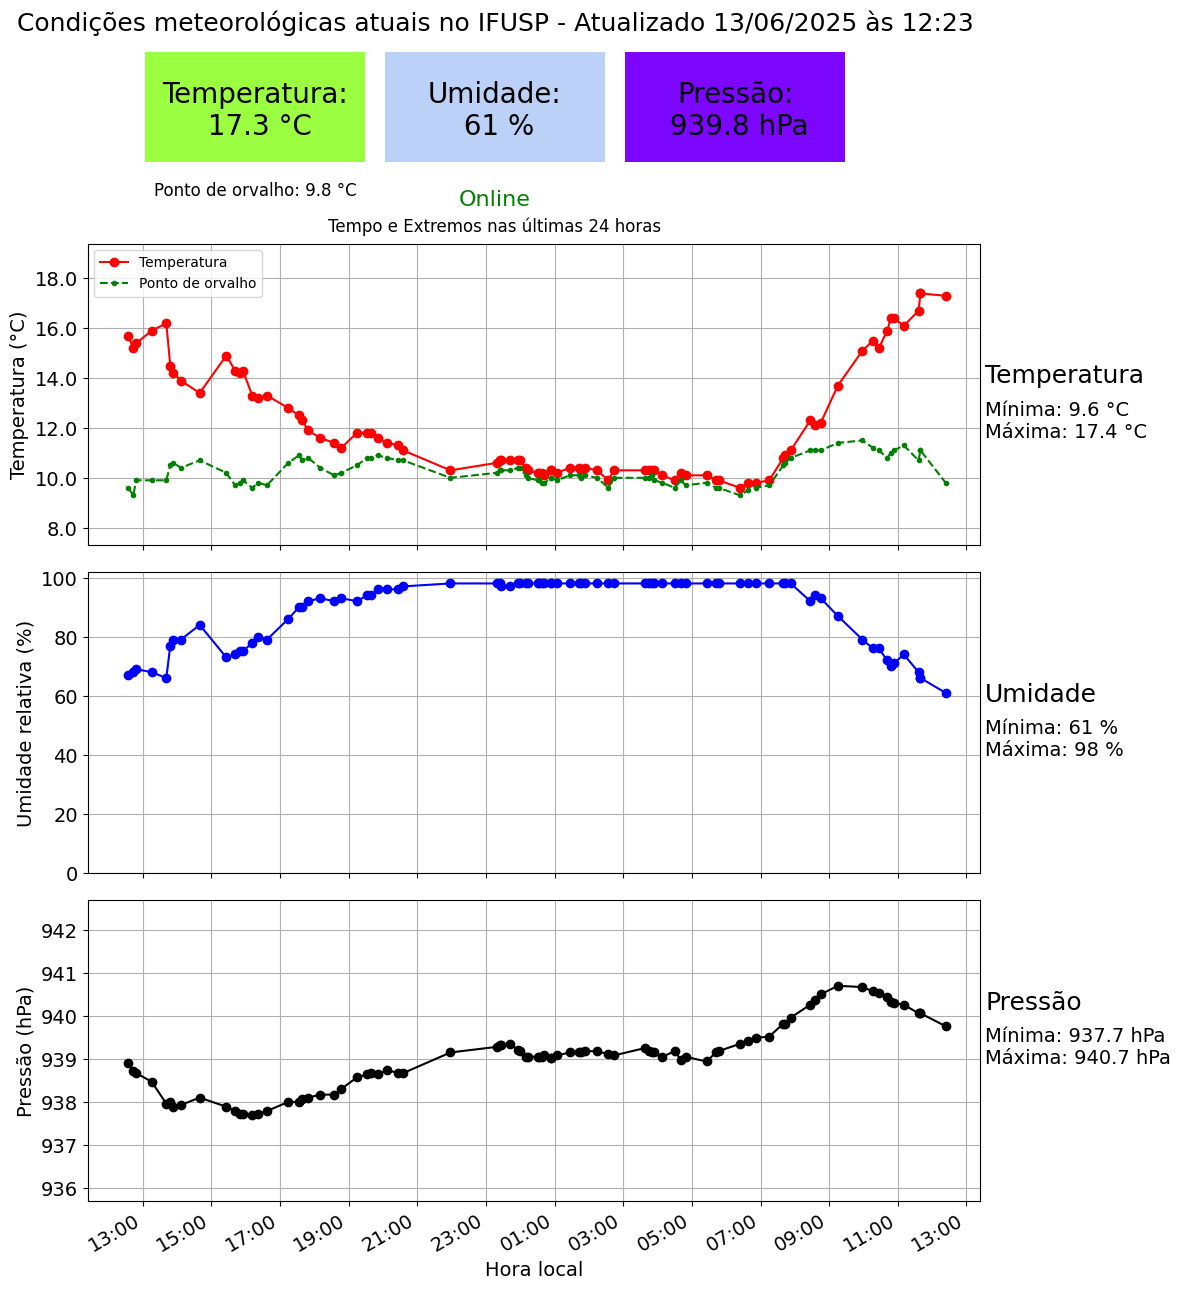 Condições meteorológicas atuais no IFUSP - Atualizado 13/06/2025 às 12:23
Temperatura:
17.3 °C
Umidade:
61 %
Pressão:
939.8 hPa
Ponto de orvalho: 9.8 °C
Online
Tempo e Extremos nas últimas 24 horas
Temperatura
Ponto de orvalho
Temperatura (°C)
18.0
16.0
14.0
12.0
10.0
8.0
Temperatura
Mínima: 9.6 °C
Máxima: 17.4 °C
Umidade relativa (%)
100
80
60
40
20
0
Umidade
Mínima: 61 %
Máxima: 98 %
Pressão (hPa)
942
941
940
939
938
937
936
Pressão
Mínima: 937.7 hPa
Máxima: 940.7 hPa
13:00 15:00 17:00 19:00 21:00 23:00 01:00 03:00 05:00 07:00 09:00 11:00 13:00
Hora local